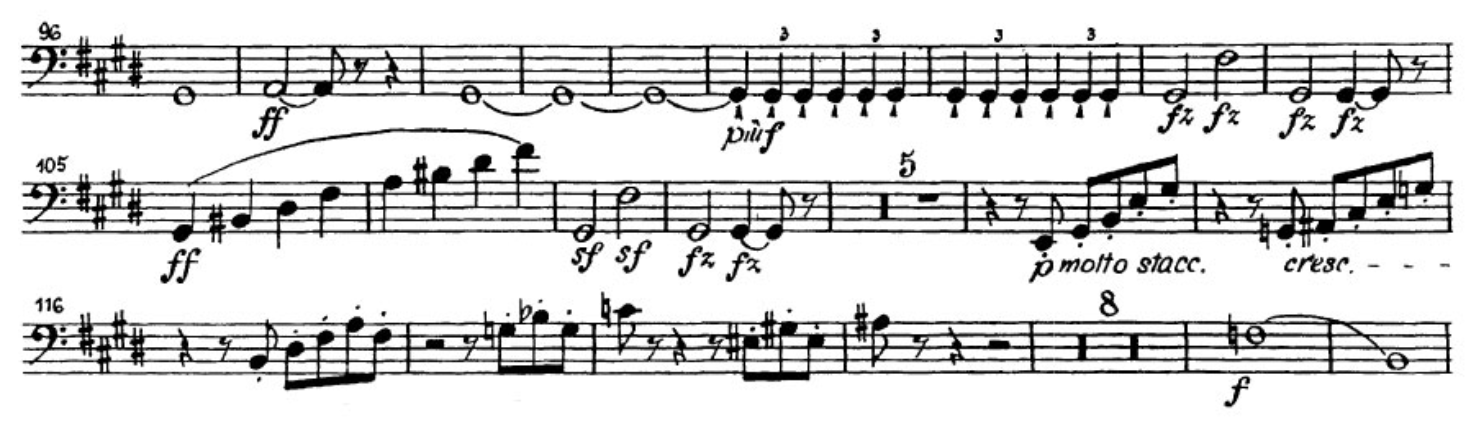 96 3 3 3 3
ff più f fz fz fz fz
105 5
ff sf sf fz fz p molto stacc. cresc. - - -
116 8
f